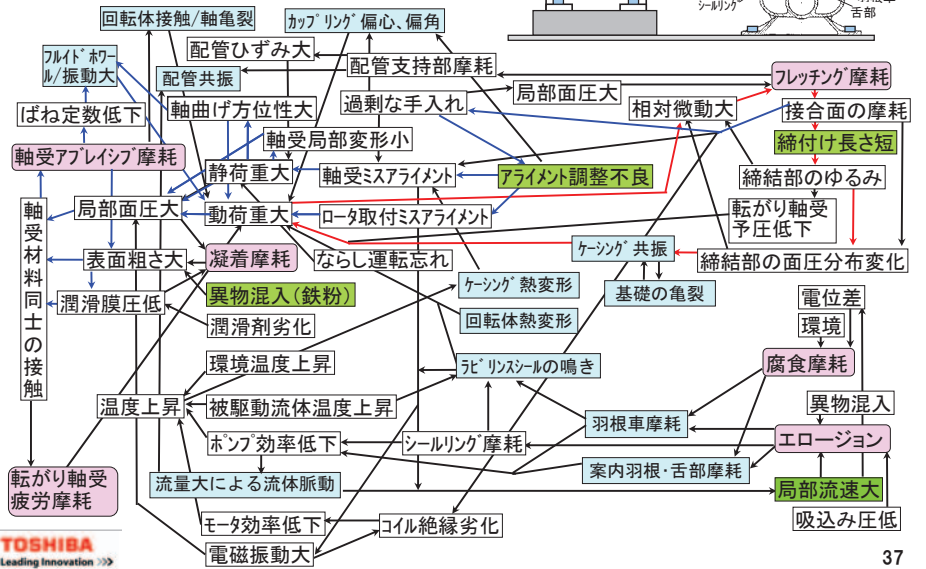 回転体接触/軸亀裂
ｶｯﾌﾟﾘﾝｸﾞ偏心、偏角
シールリング
舌部
ﾌﾙｲﾄﾞﾎﾜｰ
ﾙ/振動大
配管ひずみ大
配管共振
配管支持部摩耗
ﾌﾚｯﾁﾝｸﾞ摩耗
ばね定数低下
軸曲げ方位性大
過剰な手入れ
局部面圧大
相対微動大
接合面の摩耗
軸受局部変形小
締付け長さ短
軸受ｱﾌﾞﾚｲｼﾌﾞ摩耗
静荷重大
軸受ミスアライメント
ｱﾗｲﾒﾝﾄ調整不良
締結部のゆるみ
軸受材料同士の接触
局部面圧大
動荷重大
ロータ取付ミスアライメント
転がり軸受
予圧低下
表面粗さ大
凝着摩耗
ならし運転忘れ
ｹｰｼﾝｸﾞ共振
締結部の面圧分布変化
異物混入（鉄粉）
ｹｰｼﾝｸﾞ熱変形
基礎の亀裂
電位差
潤滑膜圧低
潤滑剤劣化
回転体熱変形
環境
環境温度上昇
ﾗﾋﾞﾘﾝｽｼｰﾙの鳴き
腐食摩耗
温度上昇
被駆動流体温度上昇
異物混入
羽根車摩耗
ﾎﾟﾝﾌﾟ効率低下
シールリング摩耗
エロージョン
転がり軸受
疲労摩耗
流量大による流体脈動
案内羽根・舌部摩耗
局部流速大
モータ効率低下
コイル絶縁劣化
吸込み圧低
電磁振動大
TOSHIBA
Leading Innovation >>>
37